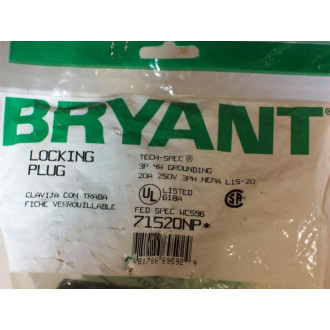 BRYANT
LOCKING
PLUG
CLAVIJA CON TRABA
FICHE VERROUILLABLE
TECH-SPEC ®
3P 4W GROUNDING
20A 250V 3PH NEMA L15-20
UL LISTED
618A
SA
FED SPEC WC596
71520NP*